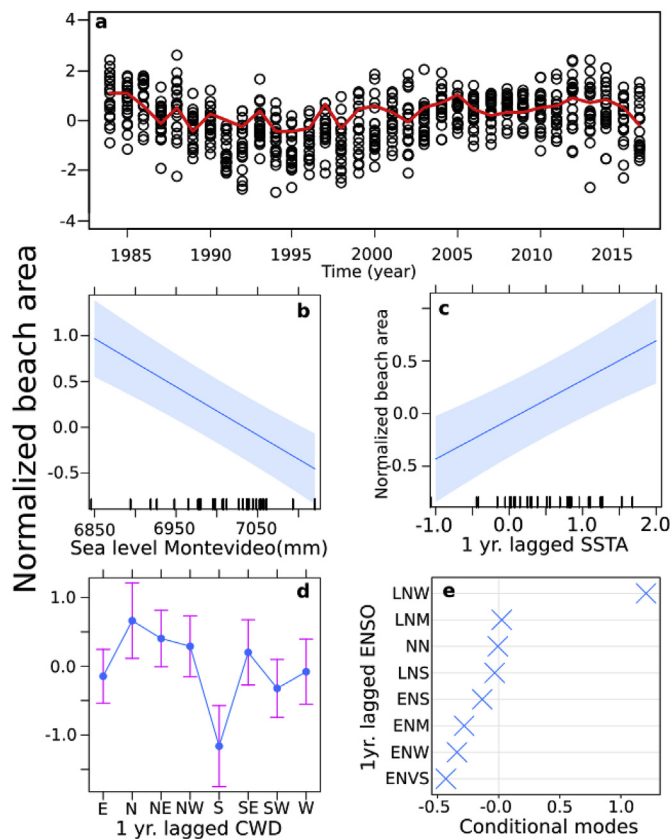 4
a
2
0
-2
-4
1985 1990 1995 2000 2005 2010 2015
Time (year)
Normalized beach area
b
1.0
0.5
0.0
-0.5
6850 6950 7050
Sea level Montevideo(mm)
c
Normalized beach area
0.5
0.0
-0.5
-1.0 0.0 1.0 2.0
1 yr. lagged SSTA
d
1.0
0.0
-1.0
E N NE NW S SE SW W
1 yr. lagged CWD
e
1yr. lagged ENSO
LNW
LNM
NN
LNS
ENS
ENM
ENW
ENVS
-0.5 0.0 0.5 1.0
Conditional modes